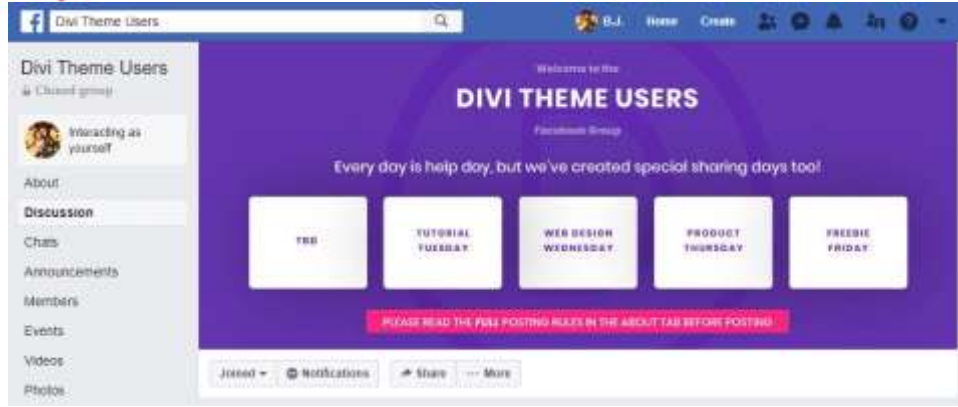 Divi Theme Users
B.J.
Home
Create
Divi Theme Users
Closed group
Interacting as
yourself
About
Discussion
Chats
Announcements
Members
Events
Videos
Photos
Welcome to the
DIVI THEME USERS
Facebook Group
Every day is help day, but we've created special sharing days too!
TBD
TUTORIAL
TUESDAY
WEB DESIGN
WEDNESDAY
PRODUCT
THURSDAY
FREEBIE
FRIDAY
PLEASE READ THE FULL POSTING RULES IN THE ABOUT TAB BEFORE POSTING
Joined
Notifications
Share
More